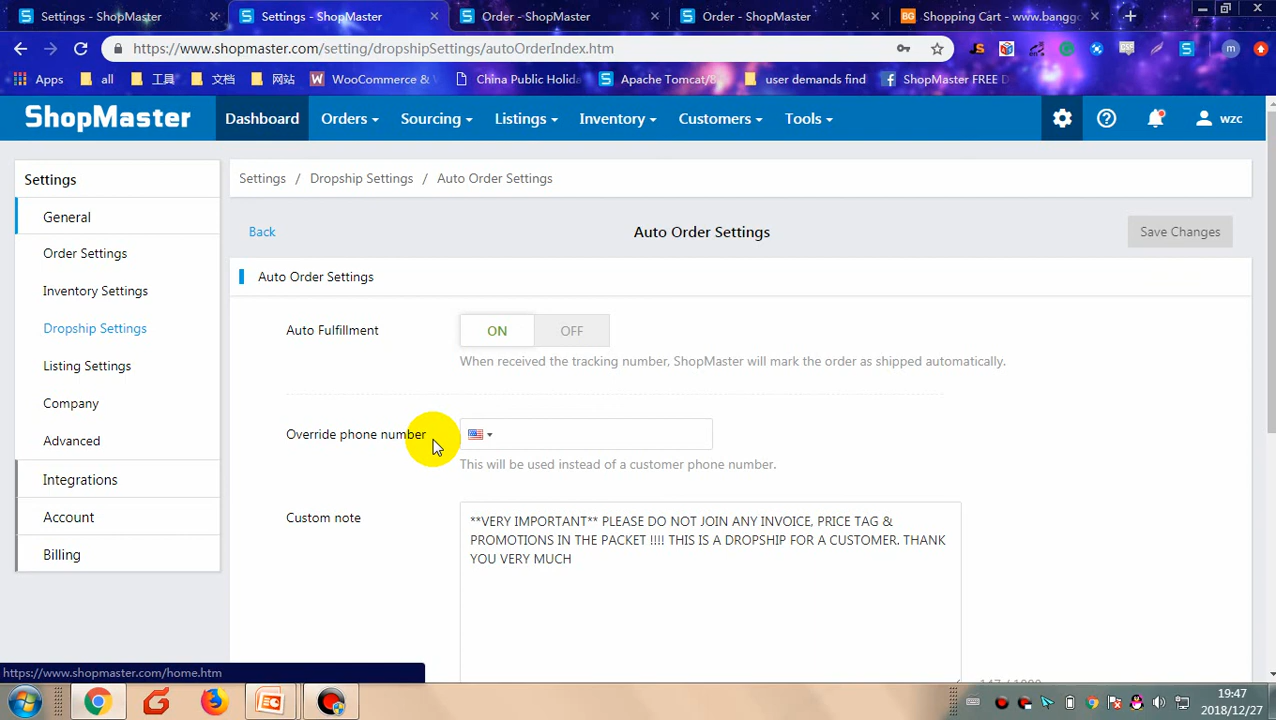 Settings - ShopMaster
Settings - ShopMaster
Order - ShopMaster
Order - ShopMaster
Shopping Cart - www.bangg
https://www.shopmaster.com/setting/dropshipSettings/autoOrderIndex.htm
Apps
all
工具
文档
网站
WooCommerce &
China Public Holida
Apache Tomcat/8
user demands find
ShopMaster FREE D
ShopMaster
Dashboard
Orders
Sourcing
Listings
Inventory
Customers
Tools
wzc
Settings
General
Order Settings
Inventory Settings
Dropship Settings
Listing Settings
Company
Advanced
Integrations
Account
Billing
Settings / Dropship Settings / Auto Order Settings
Back
Auto Order Settings
Save Changes
Auto Order Settings
Auto Fulfillment
ON
OFF
When received the tracking number, ShopMaster will mark the order as shipped automatically.
Override phone number
This will be used instead of a customer phone number.
Custom note
**VERY IMPORTANT** PLEASE DO NOT JOIN ANY INVOICE, PRICE TAG &
PROMOTIONS IN THE PACKET !!!! THIS IS A DROPSHIP FOR A CUSTOMER. THANK
YOU VERY MUCH
https://www.shopmaster.com/home.htm
19:47
2018/12/27